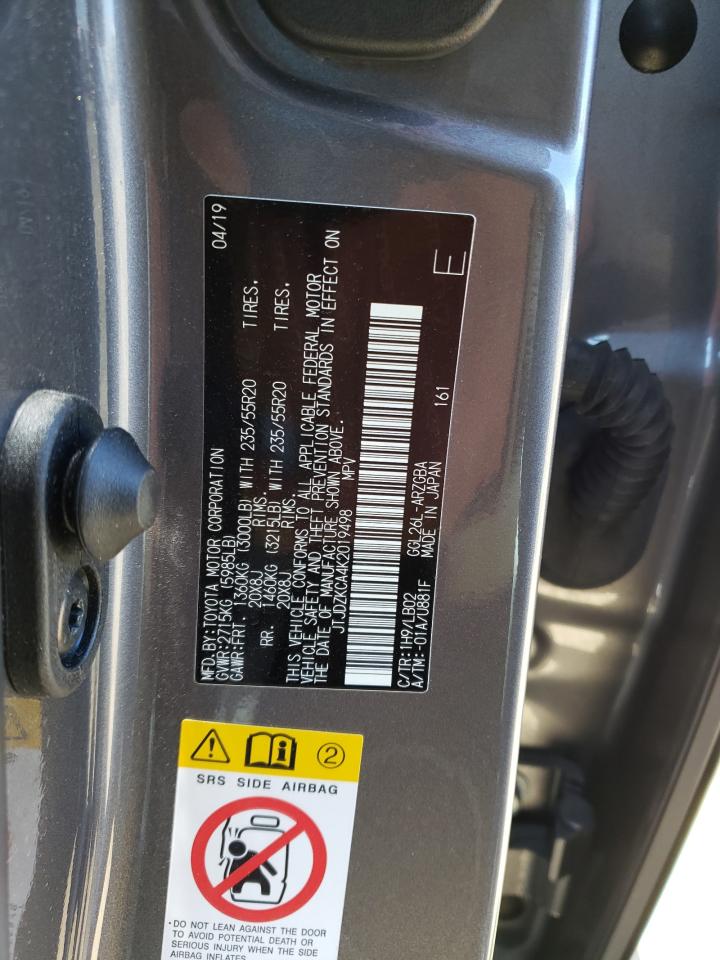 04/19
MFD.BY:TOYOTA MOTOR CORPORATION
GVWR:2715KG (5985LB)
GAWR:FRT. 1360KG (3000LB) WITH 235/55R20 TIRES.
20X8J RIMS.
RR. 1460KG (3215LB) WITH 235/55R20 TIRES.
20X8J RIMS.
THIS VEHICLE CONFORMS TO ALL APPLICABLE FEDERAL MOTOR
VEHICLE SAFETY AND THEFT PREVENTION STANDARDS IN EFFECT ON
THE DATE OF MANUFACTURE SHOWN ABOVE.
JTJDZKCA4K2019498 MPV
C/TR:1H9/LB02 GGL26L-ARZGBA 161
A/TM:-01A/U881F MADE IN JAPAN
E
2
SRS SIDE AIRBAG
·DO NOT LEAN AGAINST THE DOOR
TO AVOID POTENTIAL DEATH OR
SERIOUS INJURY WHEN THE SIDE
AIRBAG INFLATES.